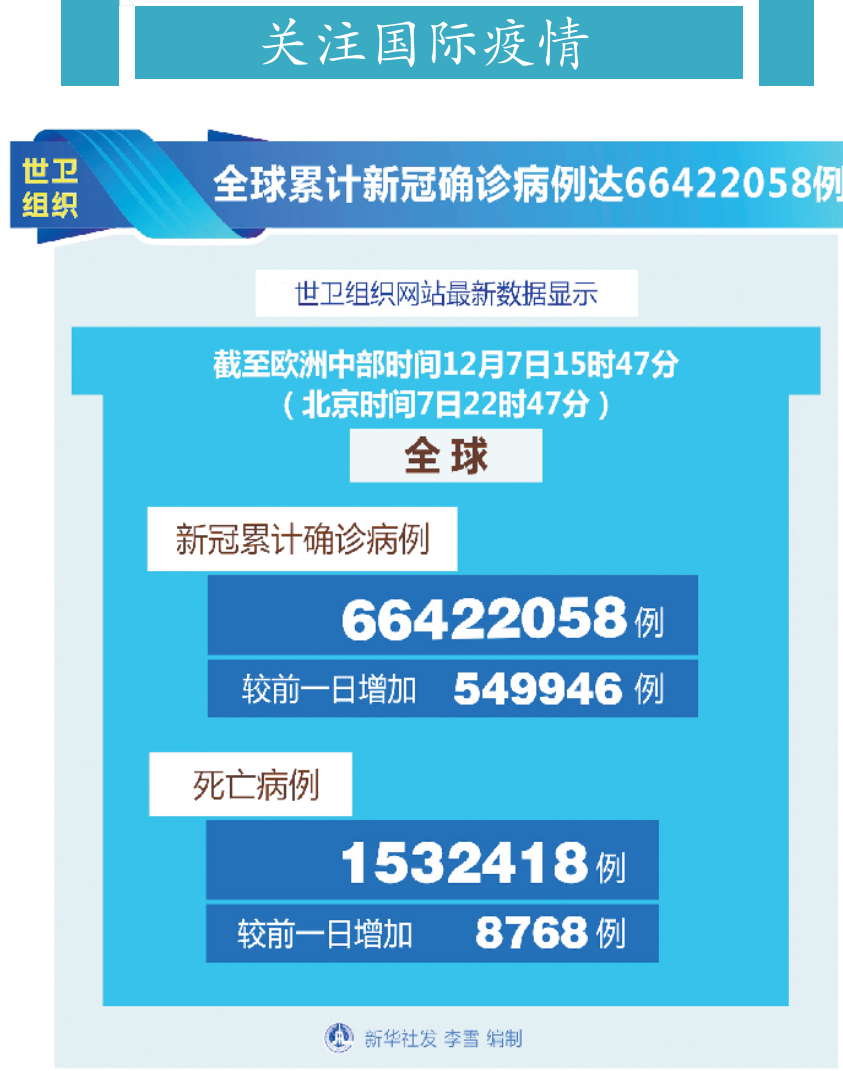 关注国际疫情
世卫
组织
全球累计新冠确诊病例达66422058例
世卫组织网站最新数据显示
截至欧洲中部时间12月7日15时47分
（北京时间7日22时47分）
全球
新冠累计确诊病例
66422058例
较前一日增加 549946 例
死亡病例
1532418例
较前一日增加 8768例
新华社发 李雪 编制